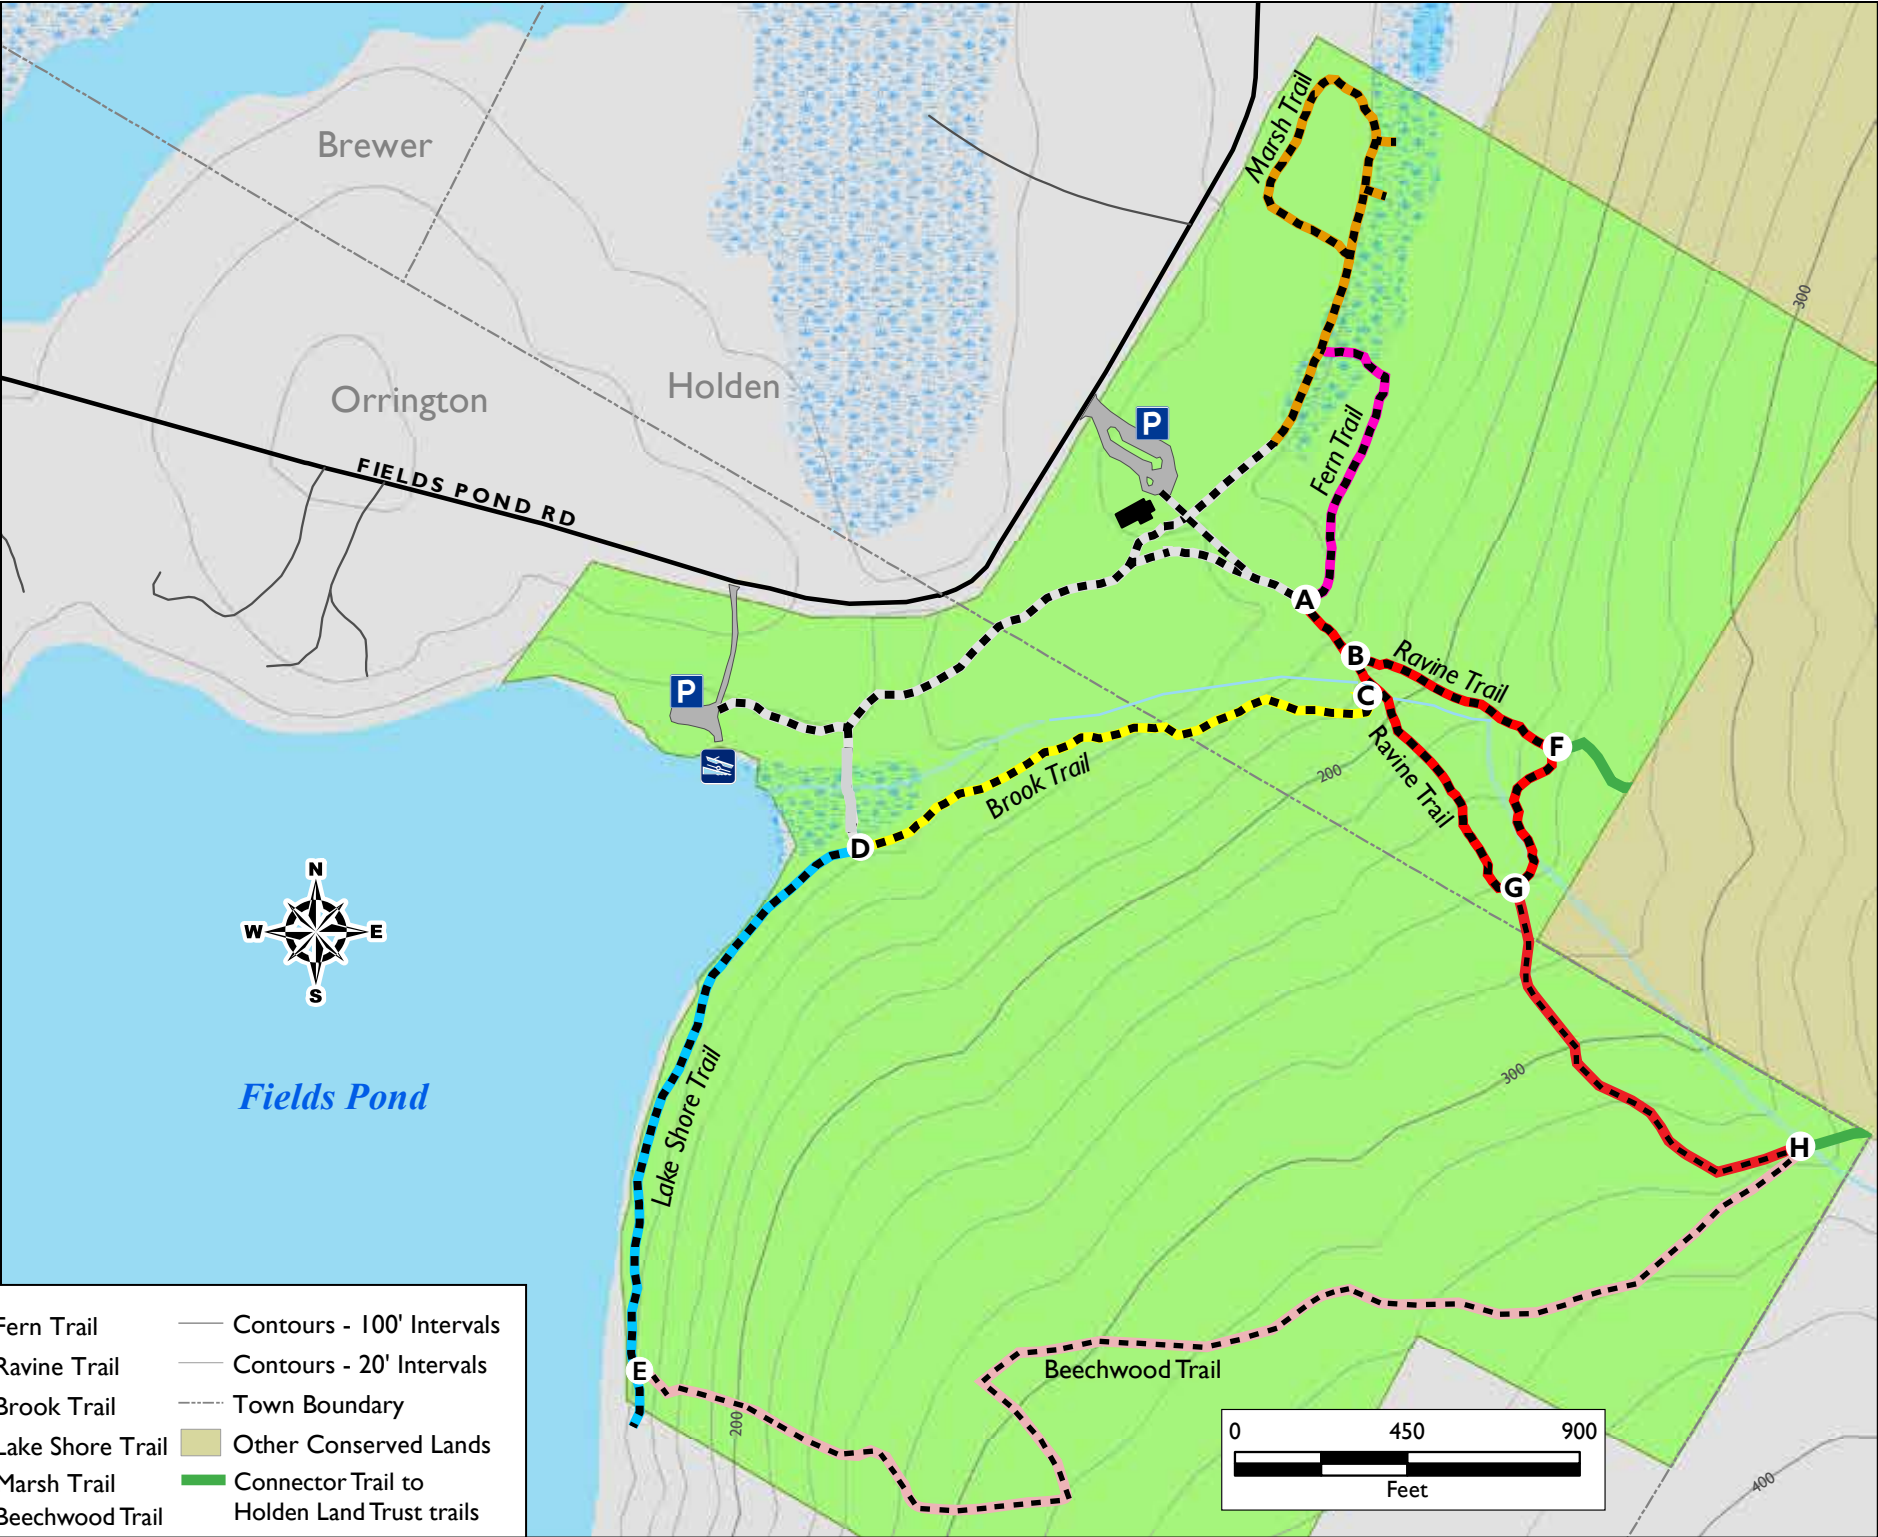 Brewer
Marsh Trail
300
Orrington
Holden
P
Fern Trail
FIELDS POND RD
A
B
Ravine Trail
C
P
F
200
Ravine Trail
Brook Trail
D
G
N
W
E
S
Fields Pond
300
Lake Shore Trail
H
E
Beechwood Trail
200
Fern Trail
Ravine Trail
Brook Trail
Lake Shore Trail
Marsh Trail
Beechwood Trail
Contours - 100' Intervals
Contours - 20' Intervals
Town Boundary
Other Conserved Lands
Connector Trail to
Holden Land Trust trails
0 450 900
Feet
400